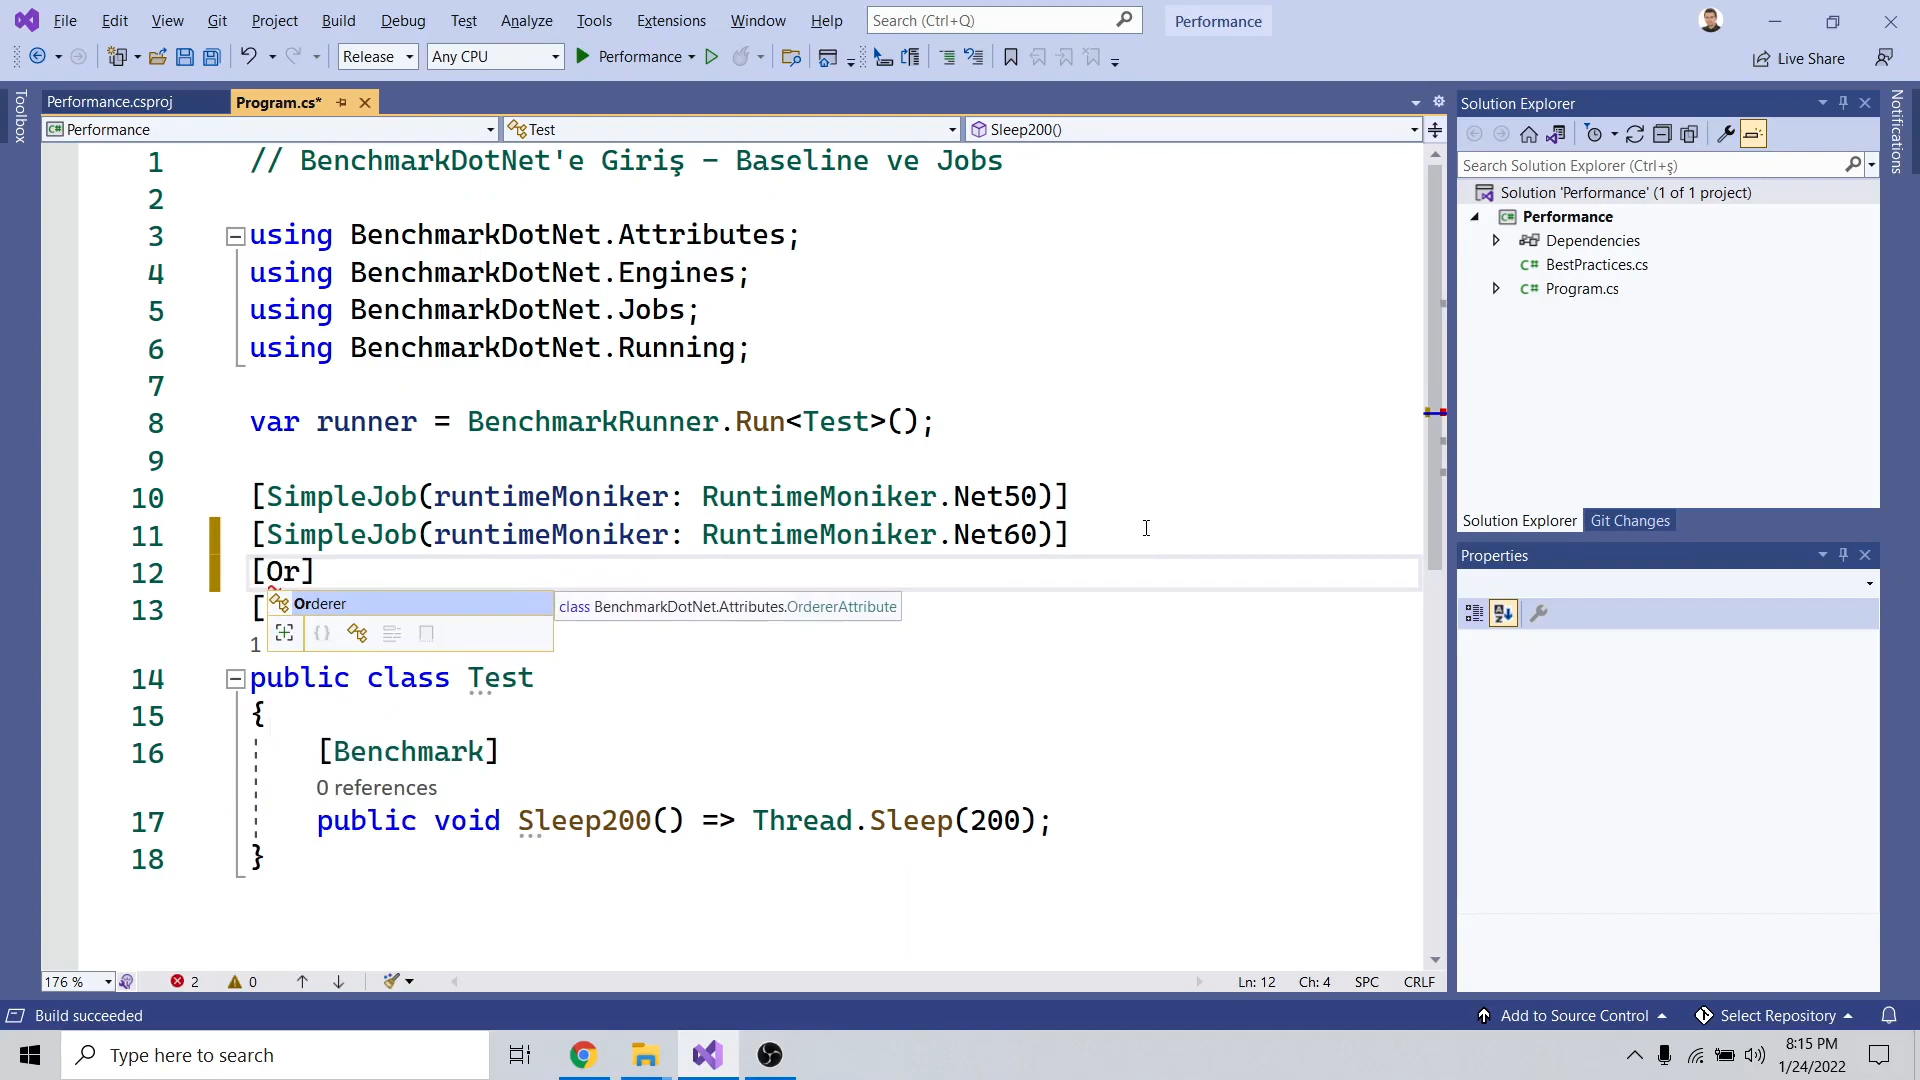 File Edit View Git Project Build Debug Test Analyze Tools Extensions Window Help Search (Ctrl+Q) Performance
Release Any CPU Performance Live Share
Toolbox
Performance.csproj Program.cs*
C# Performance Test Sleep200()
1 // BenchmarkDotNet'e Giriş - Baseline ve Jobs
2
3 using BenchmarkDotNet.Attributes;
4 using BenchmarkDotNet.Engines;
5 using BenchmarkDotNet.Jobs;
6 using BenchmarkDotNet.Running;
7
8 var runner = BenchmarkRunner.Run<Test>();
9
10 [SimpleJob(runtimeMoniker: RuntimeMoniker.Net50)]
11 [SimpleJob(runtimeMoniker: RuntimeMoniker.Net60)]
12 [Or]
Orderer class BenchmarkDotNet.Attributes.OrdererAttribute
13 [
1
14 public class Test
15 {
16 [Benchmark]
0 references
17 public void Sleep200() => Thread.Sleep(200);
18 }
176 % 2 0 Ln: 12 Ch: 4 SPC CRLF
Solution Explorer
Search Solution Explorer (Ctrl+ş)
Solution 'Performance' (1 of 1 project)
C# Performance
Dependencies
C# BestPractices.cs
C# Program.cs
Solution Explorer Git Changes
Properties
Notifications
Build succeeded Add to Source Control Select Repository
Type here to search
8:15 PM
1/24/2022